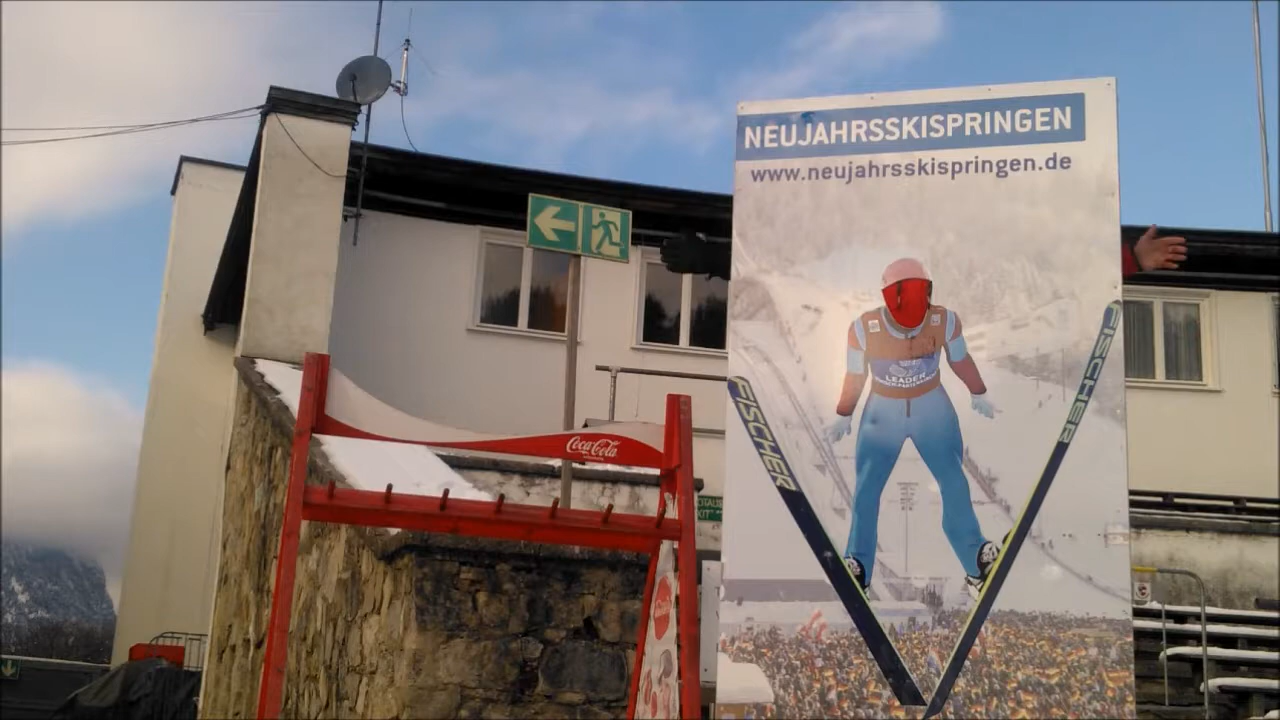 NEUJAHRSSKISPRINGEN
www.neujahrsskispringen.de
Coca-Cola
LEADER
FISCHER
FISCHER